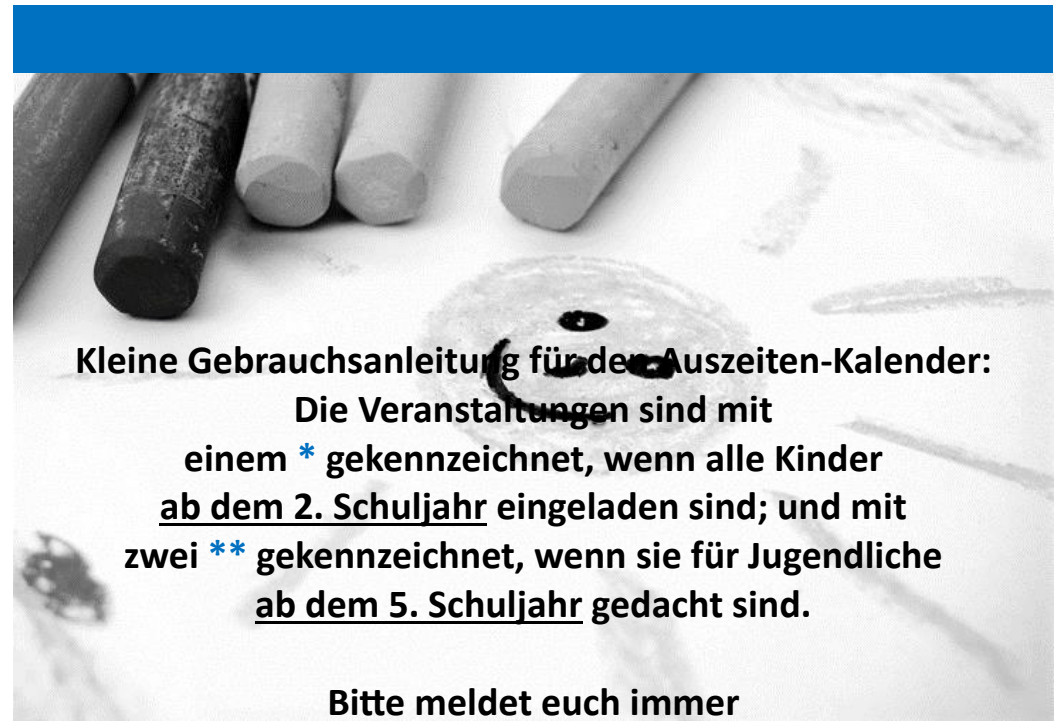 Kleine Gebrauchsanleitung für den Auszeiten-Kalender:
Die Veranstaltungen sind mit
einem * gekennzeichnet, wenn alle Kinder
ab dem 2. Schuljahr eingeladen sind; und mit
zwei ** gekennzeichnet, wenn sie für Jugendliche
ab dem 5. Schuljahr gedacht sind.
Bitte meldet euch immer